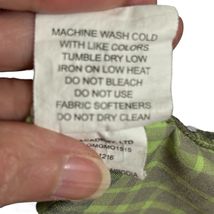 MACHINE WASH COLD
WITH LIKE COLORS
TUMBLE DRY LOW
IRON ON LOW HEAT
DO NOT BLEACH
DO NOT USE
FABRIC SOFTENERS
DO NOT DRY CLEAN
LTD